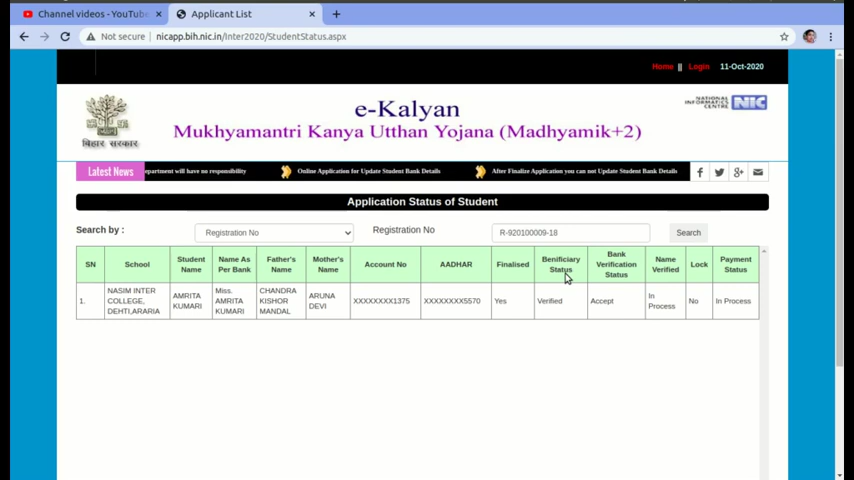 Channel videos - YouTube
Applicant List
Not secure | nicapp.bih.nic.in/Inter2020/StudentStatus.aspx
Home || Login 11-Oct-2020
बिहार सरकार
e-Kalyan
Mukhyamantri Kanya Utthan Yojana (Madhyamik+2)
NATIONAL INFORMATICS CENTRE NIC
Latest News epartment will have no responsibility Online Application for Update Student Bank Details After Finalize Application you can not Update Student Bank Details
Application Status of Student
Search by : Registration No Registration No R-920100009-18 Search
SN School Student Name Name As Per Bank Father's Name Mother's Name Account No AADHAR Finalised Benificiary Status Bank Verification Status Name Verified Lock Payment Status
1. NASIM INTER COLLEGE, DEHTI,ARARIA AMRITA KUMARI Miss. AMRITA KUMARI CHANDRA KISHOR MANDAL ARUNA DEVI XXXXXXXX1375 XXXXXXXX5570 Yes Verified Accept In Process No In Process